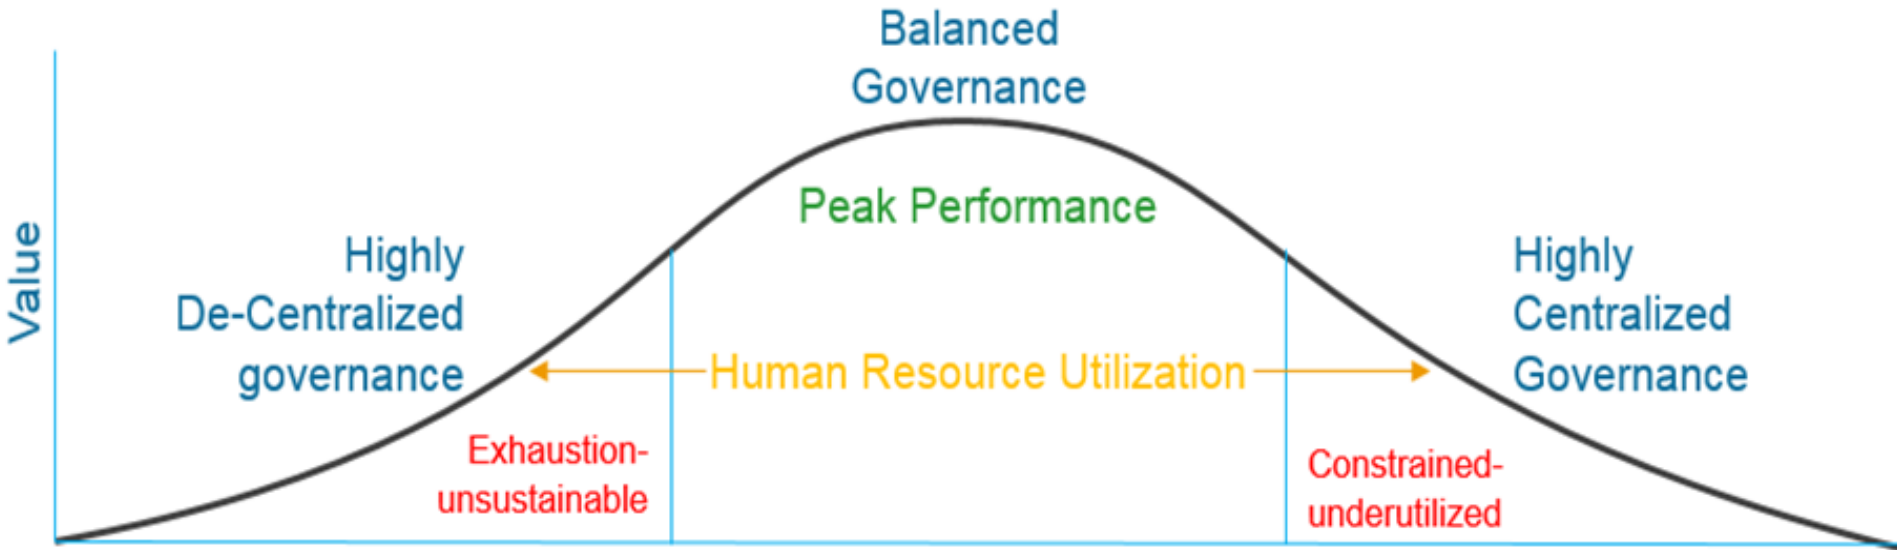 Balanced
Governance
Peak Performance
Value
Highly
De-Centralized
governance
Highly
Centralized
Governance
Human Resource Utilization
Exhaustion-
unsustainable
Constrained-
underutilized